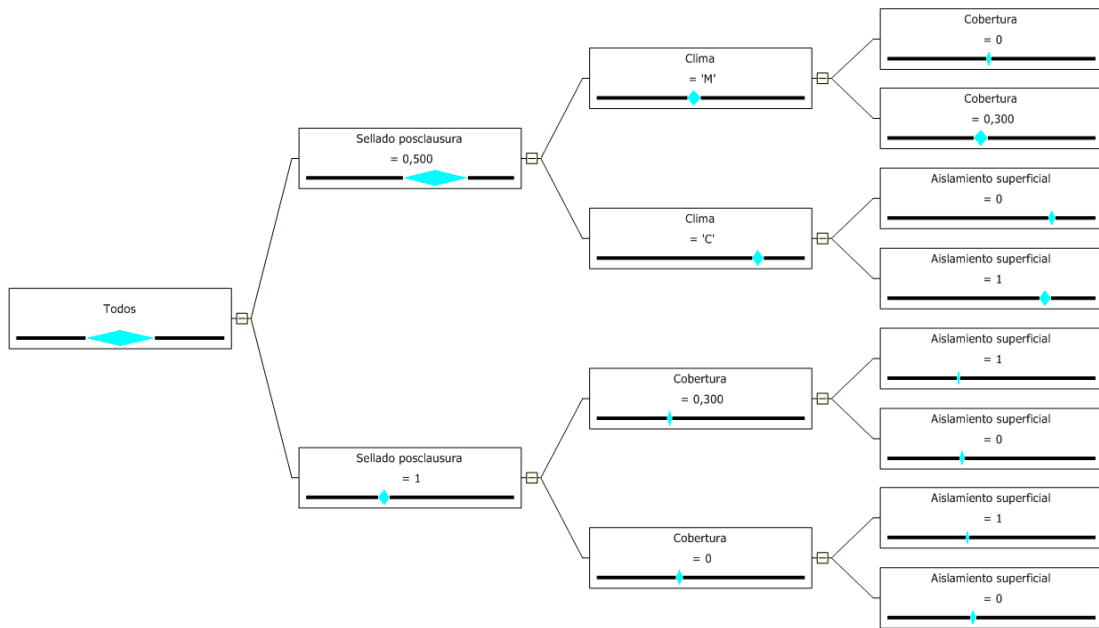 Todos
Sellado posclausura
= 0,500
Sellado posclausura
= 1
Clima
= 'M'
Clima
= 'C'
Cobertura
= 0,300
Cobertura
= 0
Cobertura
= 0
Cobertura
= 0,300
Aislamiento superficial
= 0
Aislamiento superficial
= 1
Aislamiento superficial
= 1
Aislamiento superficial
= 0
Aislamiento superficial
= 1
Aislamiento superficial
= 0